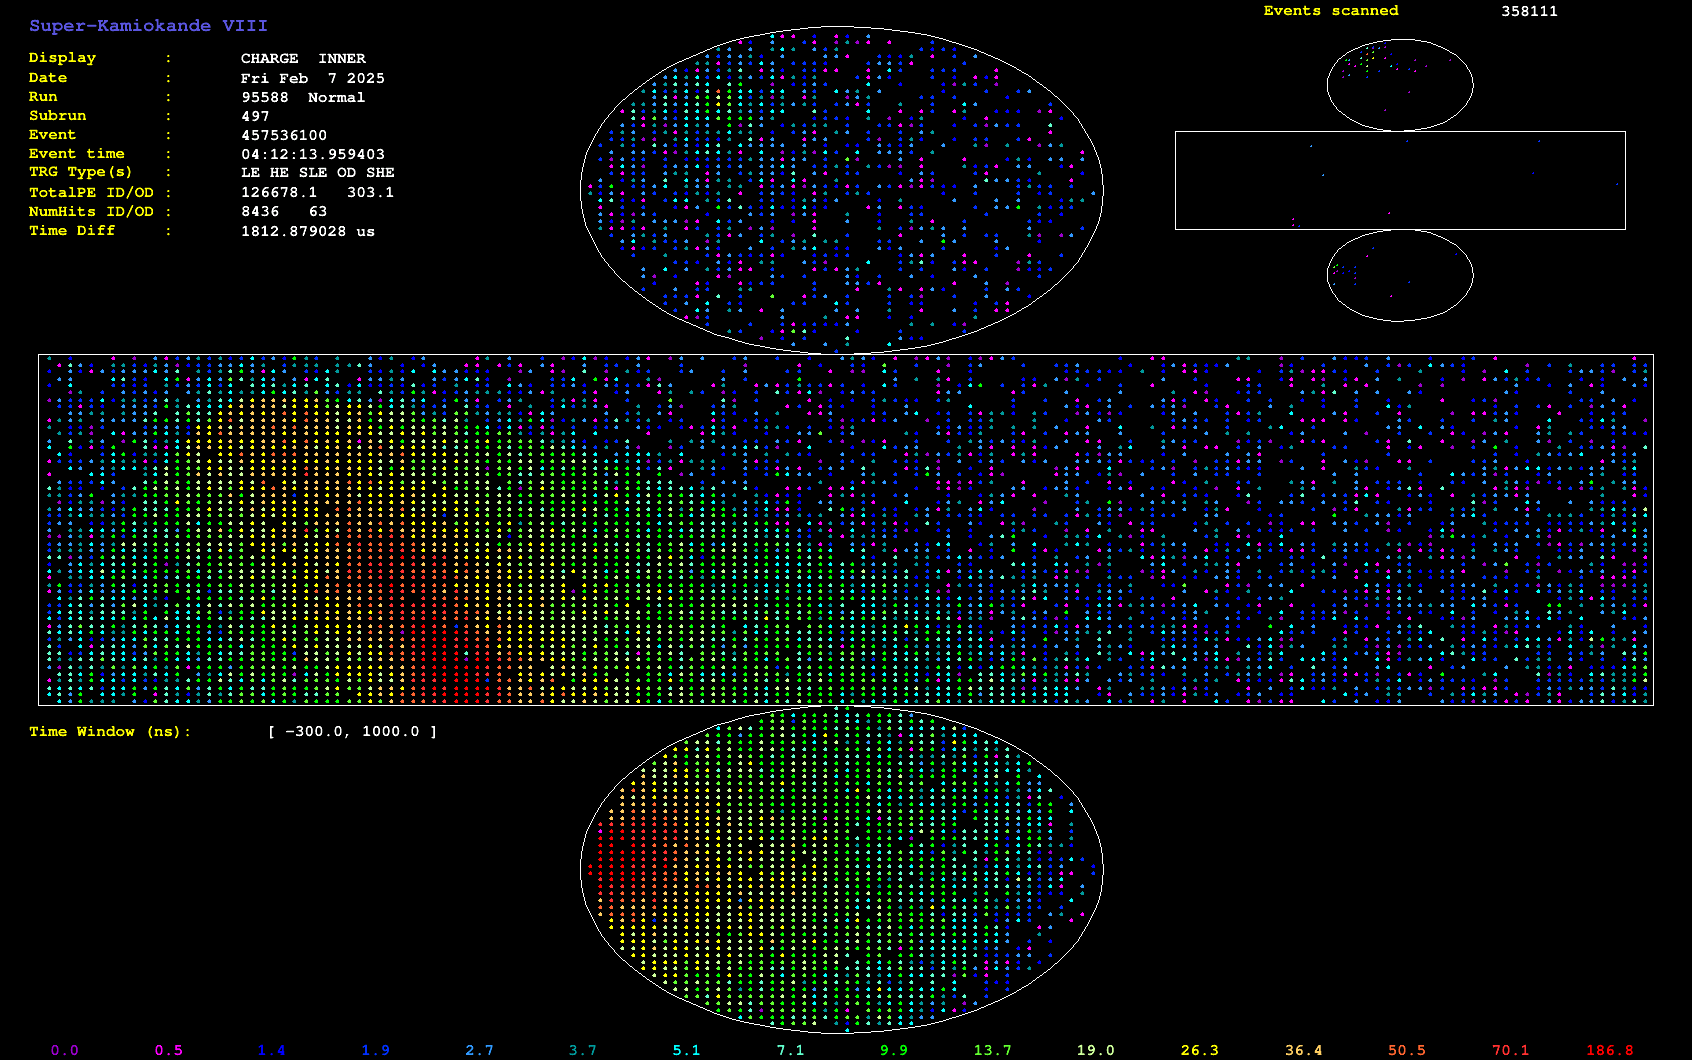 Super-Kamiokande VIII
Events scanned 358111
Display : CHARGE INNER
Date : Fri Feb 7 2025
Run : 95588 Normal
Subrun : 497
Event : 457536100
Event time : 04:12:13.959403
TRG Type(s) : LE HE SLE OD SHE
TotalPE ID/OD : 126678.1 303.1
NumHits ID/OD : 8436 63
Time Diff : 1812.879028 us
Time Window (ns): [ -300.0, 1000.0 ]
0.0 0.5 1.4 1.9 2.7 3.7 5.1 7.1 9.9 13.7 19.0 26.3 36.4 50.5 70.1 186.8